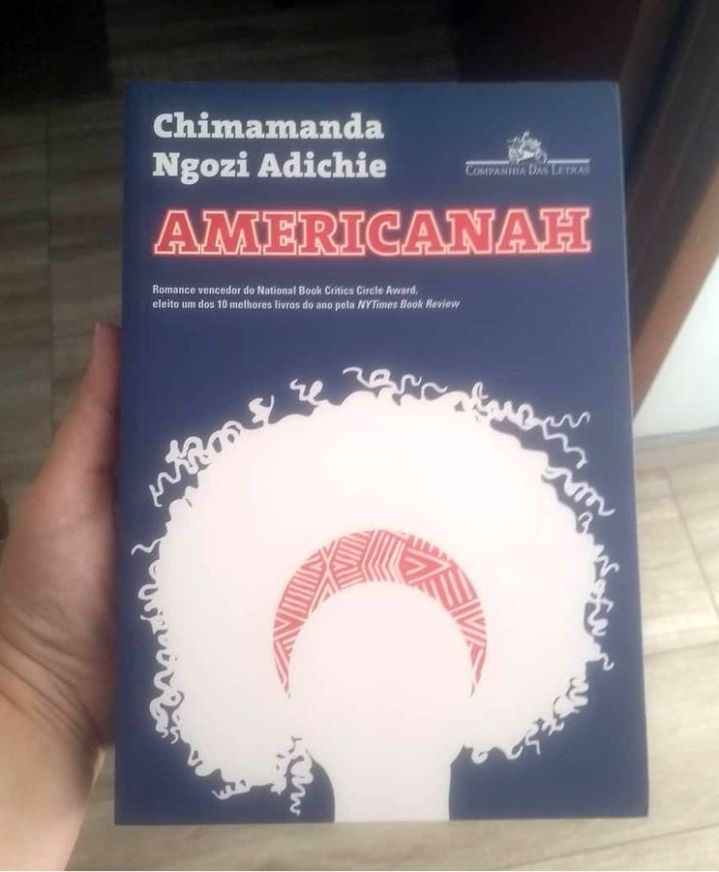 Chimamanda
Ngozi Adichie
COMPANHIA DAS LETRAS
AMERICANAH
Romance vencedor do National Book Critics Circle Award,
eleito um dos 10 melhores livros do ano pela NYTimes Book Review